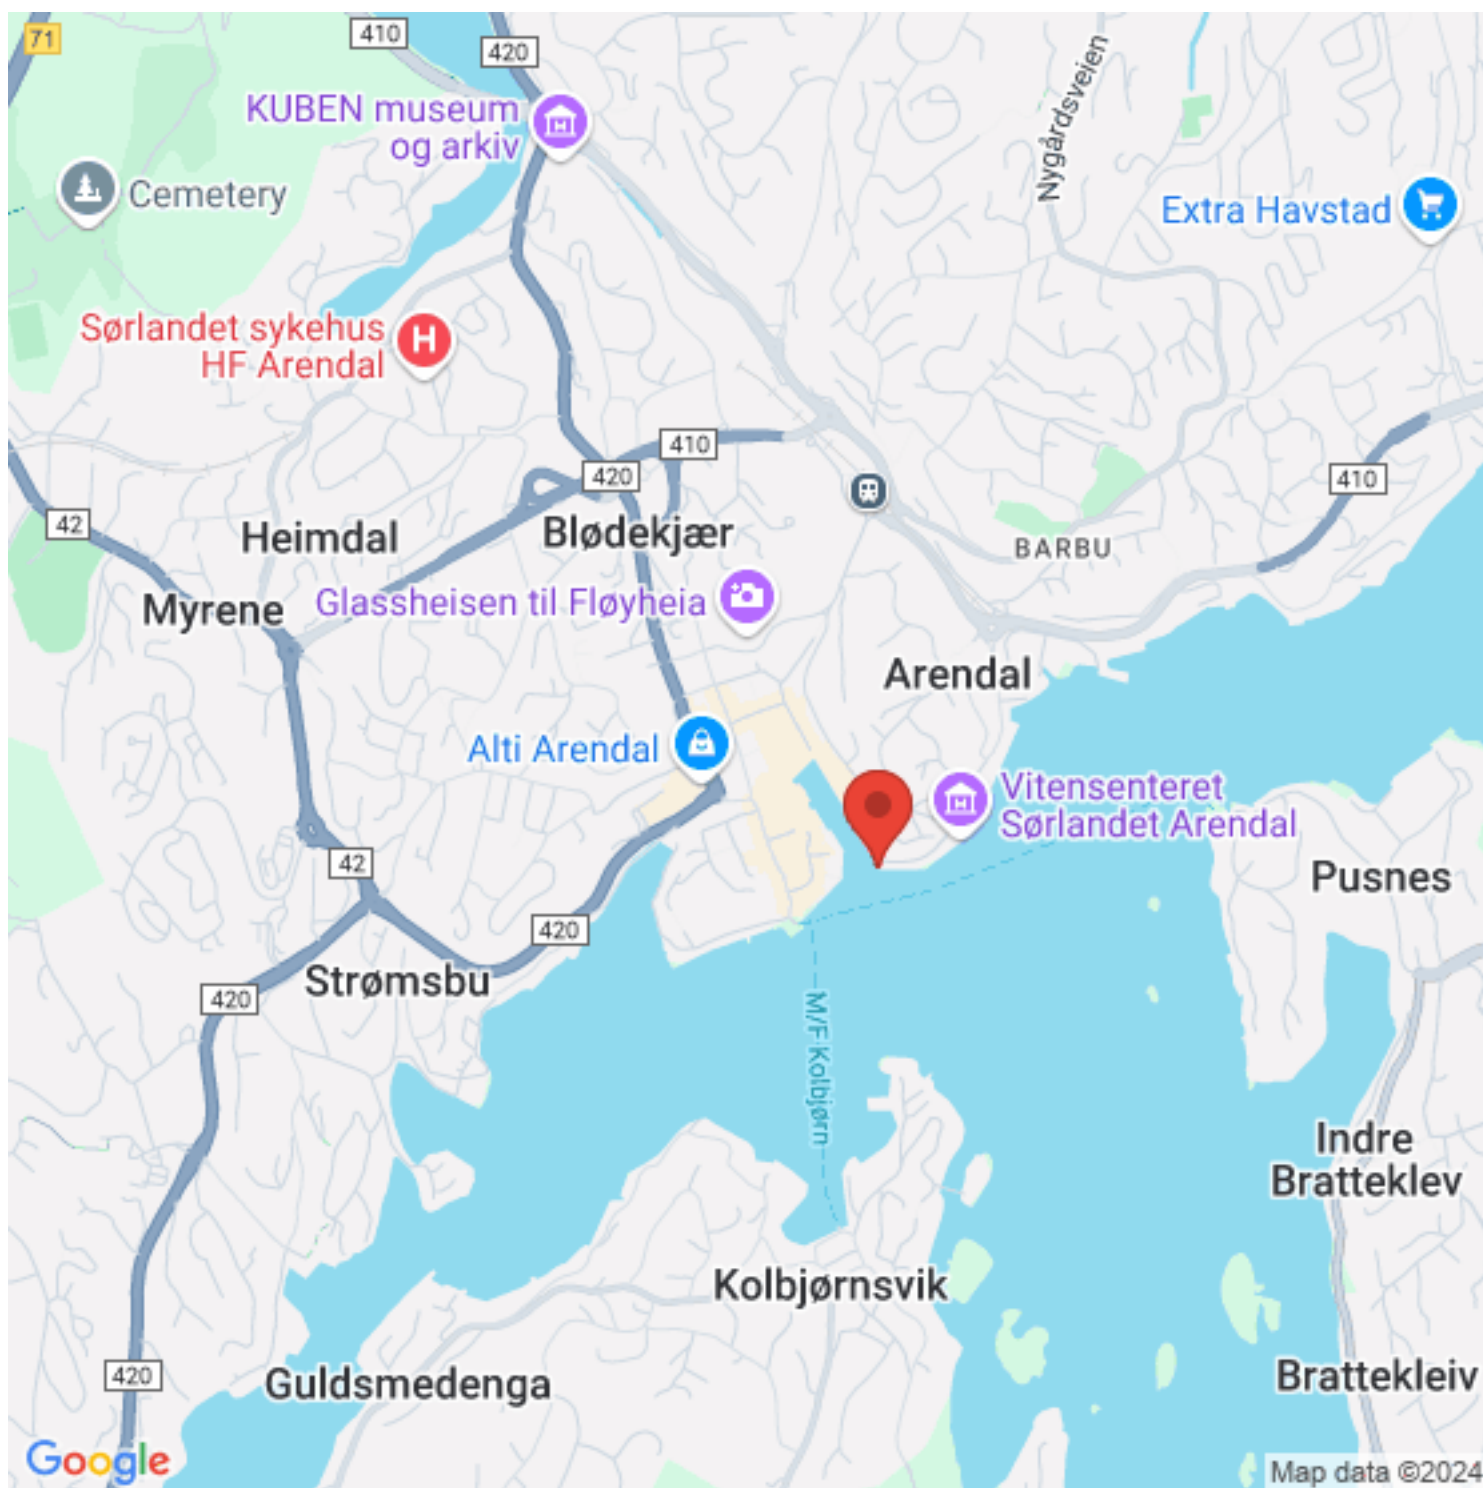 71
410
420
KUBEN museum
og arkiv
Nygårdsveien
Cemetery
Extra Havstad
Sørlandet sykehus
HF Arendal
H
410
420
410
42
Heimdal
Blødekjær
BARBU
Glassheisen til Fløyheia
Myrene
Arendal
Alti Arendal
Vitensenteret
Sørlandet Arendal
42
Pusnes
420
Strømsbu
420
M/F Kolbjørn
Indre
Bratteklev
Kolbjørnsvik
420
Guldsmedenga
Brattekleiv
Google
Map data ©2024